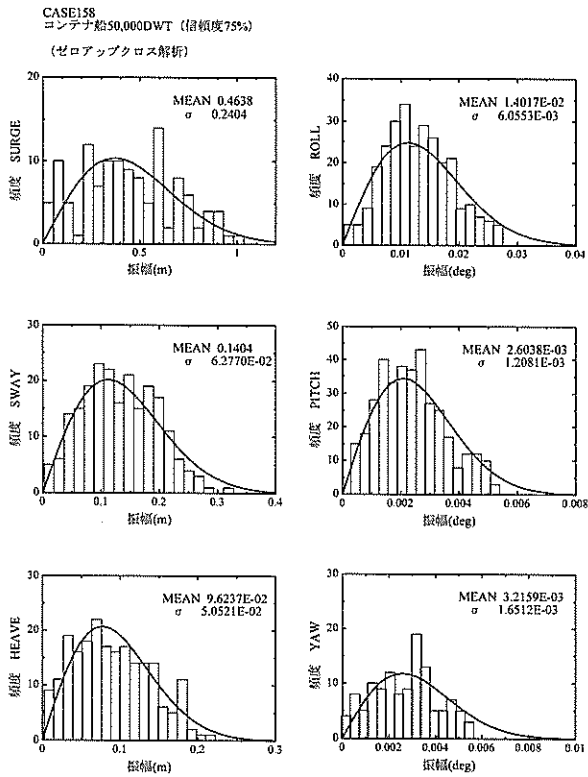 CASE158
コンテナ船50,000DWT（信頼度75%）
（ゼロアップクロス解析）
20
10
0
0.5
1
頻度 SURGE
振幅(m)
MEAN 0.4638
σ 0.2404
40
30
20
10
0
0
0.01
0.02
0.03
0.04
頻度 ROLL
振幅(deg)
MEAN 1.4017E-02
σ 6.0553E-03
30
20
10
0
0
0.1
0.2
0.3
0.4
頻度 SWAY
振幅(m)
MEAN 0.1404
σ 6.2770E-02
50
40
30
20
10
0
0
0.002
0.004
0.006
0.008
頻度 PITCH
振幅(deg)
MEAN 2.6038E-03
σ 1.2081E-03
30
20
10
0
0
0.1
0.2
0.3
頻度 HEAVE
振幅(m)
MEAN 9.6237E-02
σ 5.0521E-02
30
20
10
0
0
0.002
0.004
0.006
0.008
0.01
頻度 YAW
振幅(deg)
MEAN 3.2159E-03
σ 1.6512E-03